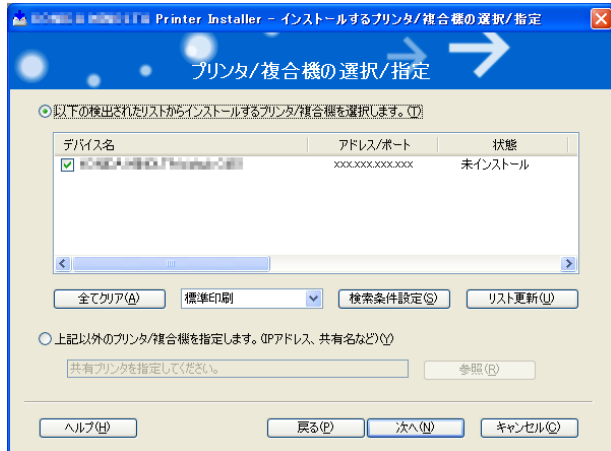 Printer Installer - インストールするプリンタ/複合機の選択/指定
プリンタ/複合機の選択/指定
以下の検出されたリストからインストールするプリンタ/複合機を選択します。(T)
デバイス名 アドレス/ポート 状態
xxx.xxx.xxx.xxx 未インストール
全てクリア(A) 標準印刷 検索条件設定(S) リスト更新(U)
上記以外のプリンタ/複合機を指定します。(IPアドレス、共有名など)(Y)
共有プリンタを指定してください。 参照(R)
ヘルプ(H) 戻る(P) 次へ(N) キャンセル(C)